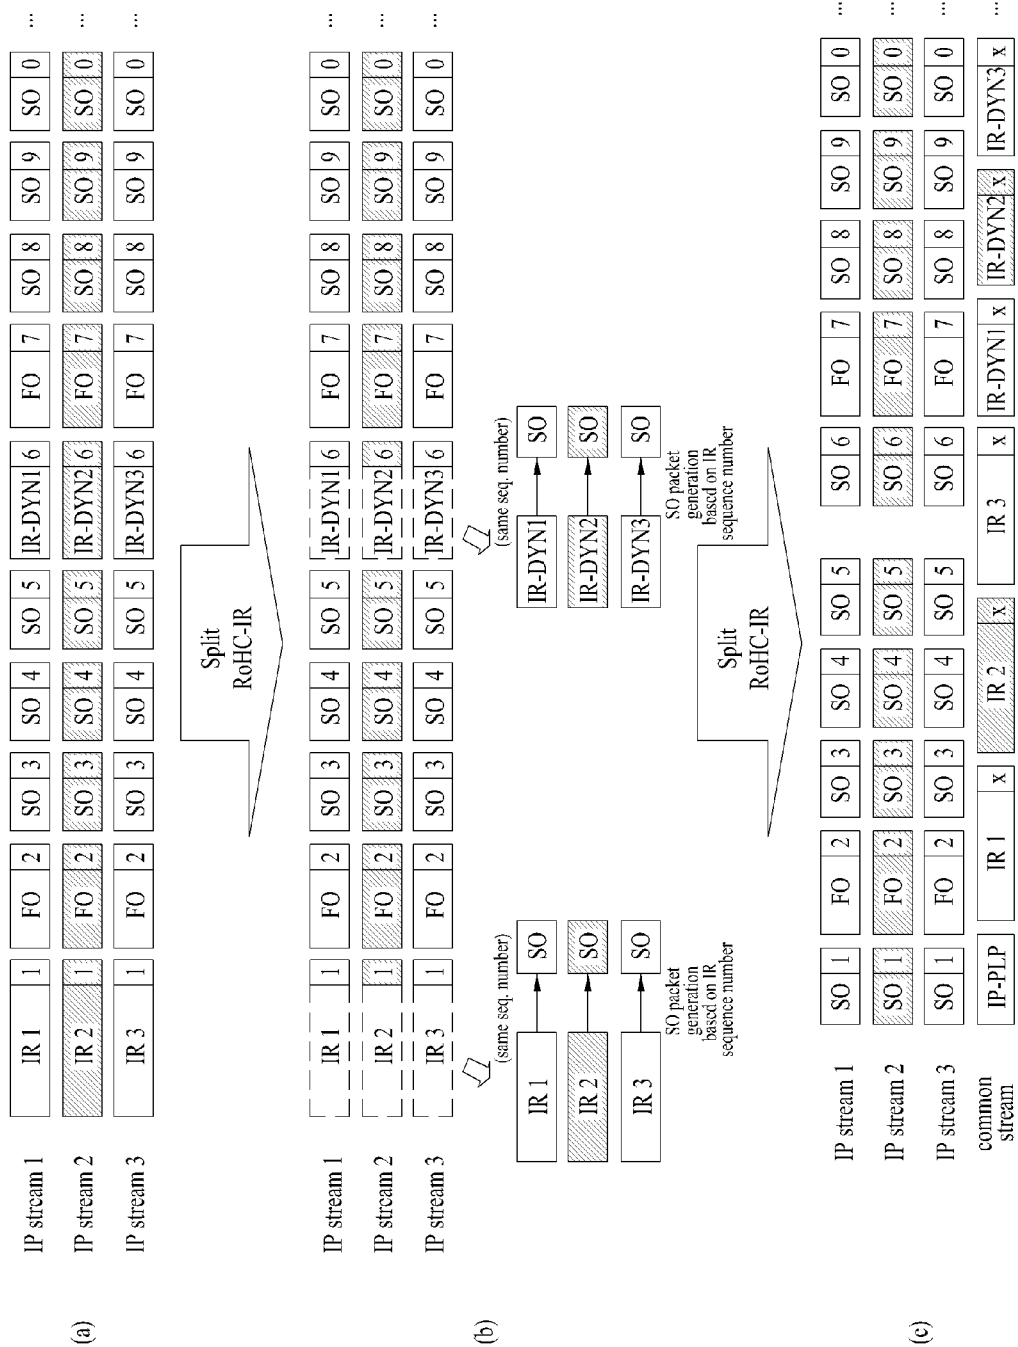 (a)
IP stream 1 IR 1 1 FO 2 SO 3 SO 4 SO 5 IR-DYN1 6 FO 7 SO 8 SO 9 SO 0 ...
IP stream 2 IR 2 1 FO 2 SO 3 SO 4 SO 5 IR-DYN2 6 FO 7 SO 8 SO 9 SO 0 ...
IP stream 3 IR 3 1 FO 2 SO 3 SO 4 SO 5 IR-DYN3 6 FO 7 SO 8 SO 9 SO 0 ...
Split
RoHC-IR
(b)
IP stream 1 IR 1 1 FO 2 SO 3 SO 4 SO 5 IR-DYN1 6 FO 7 SO 8 SO 9 SO 0 ...
IP stream 2 IR 2 1 FO 2 SO 3 SO 4 SO 5 IR-DYN2 6 FO 7 SO 8 SO 9 SO 0 ...
IP stream 3 IR 3 1 FO 2 SO 3 SO 4 SO 5 IR-DYN3 6 FO 7 SO 8 SO 9 SO 0 ...
(same seq. number)
IR 1 SO
IR 2 SO
IR 3 SO
SO packet
generation
based on IR
sequence number
(same seq. number)
IR-DYN1 SO
IR-DYN2 SO
IR-DYN3 SO
SO packet
generation
based on IR
sequence number
Split
RoHC-IR
(c)
IP stream 1 SO 1 FO 2 SO 3 SO 4 SO 5 SO 6 FO 7 SO 8 SO 9 SO 0 ...
IP stream 2 SO 1 FO 2 SO 3 SO 4 SO 5 SO 6 FO 7 SO 8 SO 9 SO 0 ...
IP stream 3 SO 1 FO 2 SO 3 SO 4 SO 5 SO 6 FO 7 SO 8 SO 9 SO 0 ...
common
stream
IP-PLP IR 1 x IR 2 x IR 3 x IR-DYN1 x IR-DYN2 x IR-DYN3 x ...